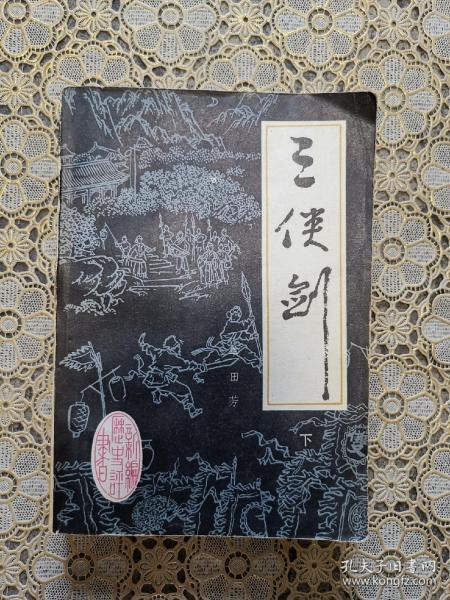 三侠剑
田芳
下
新编
历史评
书
孔夫子旧书网
www.kongfz.com